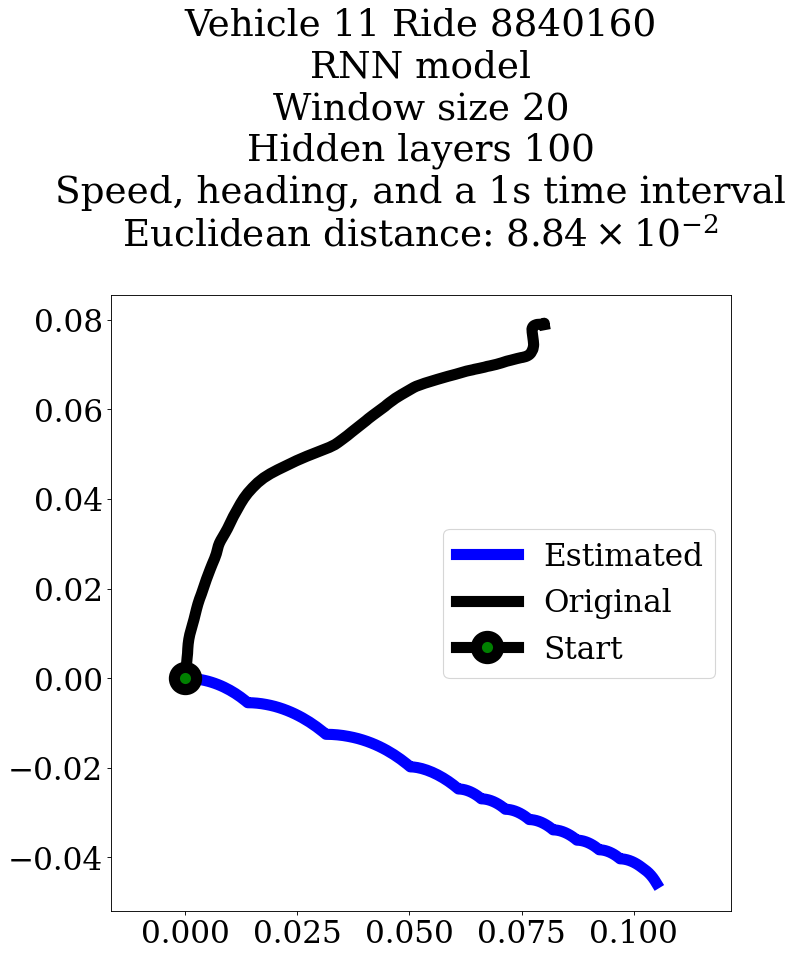 Vehicle 11 Ride 8840160
RNN model
Window size 20
Hidden layers 100
Speed, heading, and a 1s time interval
Euclidean distance: 8.84 × 10⁻²
0.08
0.06
0.04
0.02
0.00
−0.02
−0.04
Estimated
Original
Start
0.000 0.025 0.050 0.075 0.100